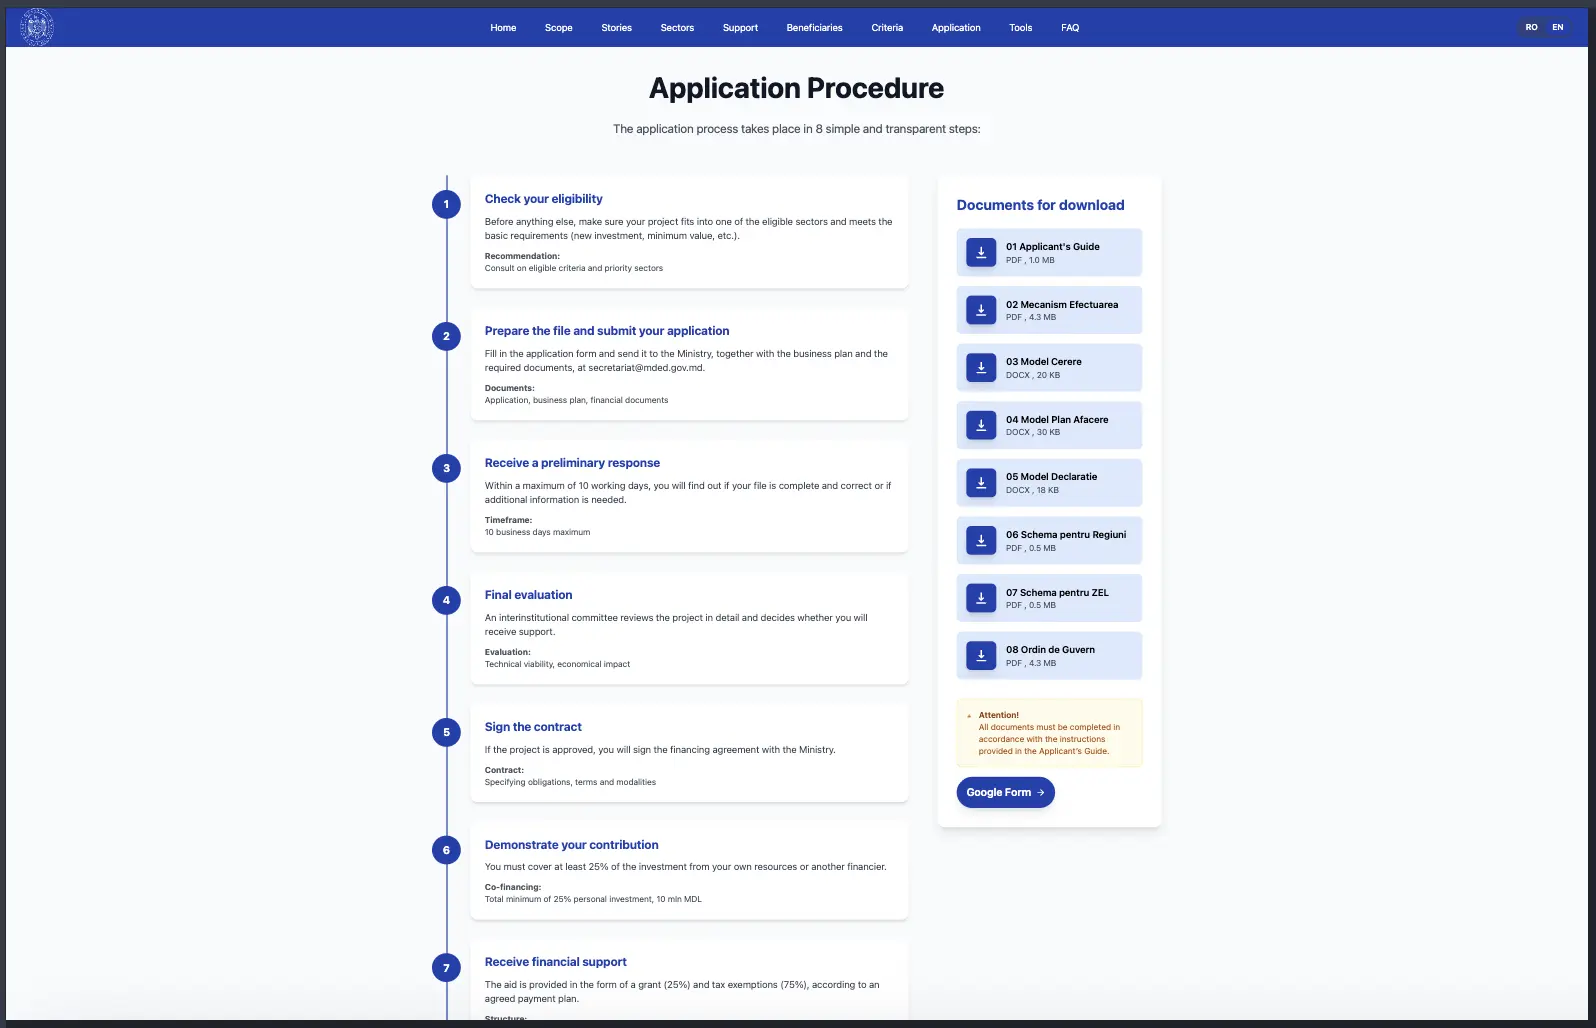 Home
Scope
Stories
Sectors
Support
Beneficiaries
Criteria
Application
Tools
FAQ
RO
EN
Application Procedure
The application process takes place in 8 simple and transparent steps:
1
Check your eligibility
Before anything else, make sure your project fits into one of the eligible sectors and meets the
basic requirements (new investment, minimum value, etc.).
Recommendation:
Consult on eligible criteria and priority sectors
2
Prepare the file and submit your application
Fill in the application form and send it to the Ministry, together with the business plan and the
required documents, at secretariat@mded.gov.md.
Documents:
Application, business plan, financial documents
3
Receive a preliminary response
Within a maximum of 10 working days, you will find out if your file is complete and correct or if
additional information is needed.
Timeframe:
10 business days maximum
4
Final evaluation
An interinstitutional committee reviews the project in detail and decides whether you will
receive support.
Evaluation:
Technical viability, economical impact
5
Sign the contract
If the project is approved, you will sign the financing agreement with the Ministry.
Contract:
Specifying obligations, terms and modalities
6
Demonstrate your contribution
You must cover at least 25% of the investment from your own resources or another financier.
Co-financing:
Total minimum of 25% personal investment, 10 mln MDL
7
Receive financial support
The aid is provided in the form of a grant (25%) and tax exemptions (75%), according to an
agreed payment plan.
Structure:
Documents for download
01 Applicant's Guide
PDF , 1.0 MB
02 Mecanism Efectuarea
PDF , 4.3 MB
03 Model Cerere
DOCX , 20 KB
04 Model Plan Afacere
DOCX , 30 KB
05 Model Declaratie
DOCX , 18 KB
06 Schema pentru Regiuni
PDF , 0.5 MB
07 Schema pentru ZEL
PDF , 0.5 MB
08 Ordin de Guvern
PDF , 4.3 MB
Attention!
All documents must be completed in
accordance with the instructions
provided in the Applicant's Guide.
Google Form →